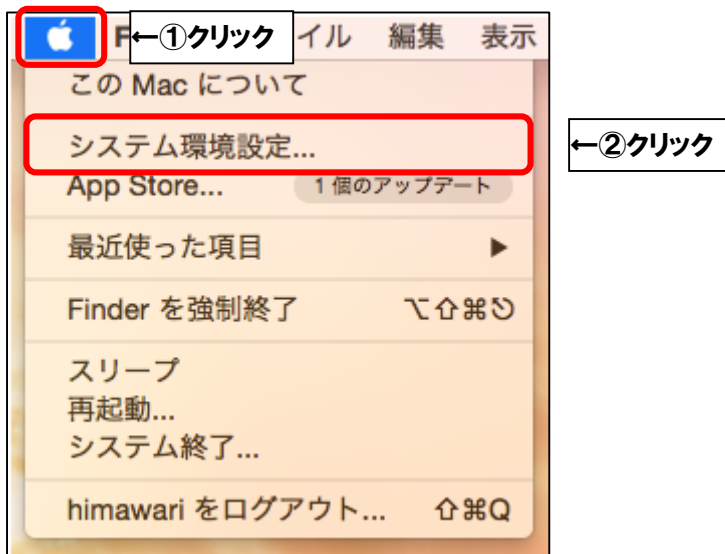 F←①クリック イル 編集 表示
この Mac について
システム環境設定...
←②クリック
App Store... 1 個のアップデート
最近使った項目 ▶
Finder を強制終了 ⌥⇧⌘⎋
スリープ
再起動...
システム終了...
himawari をログアウト... ⇧⌘Q